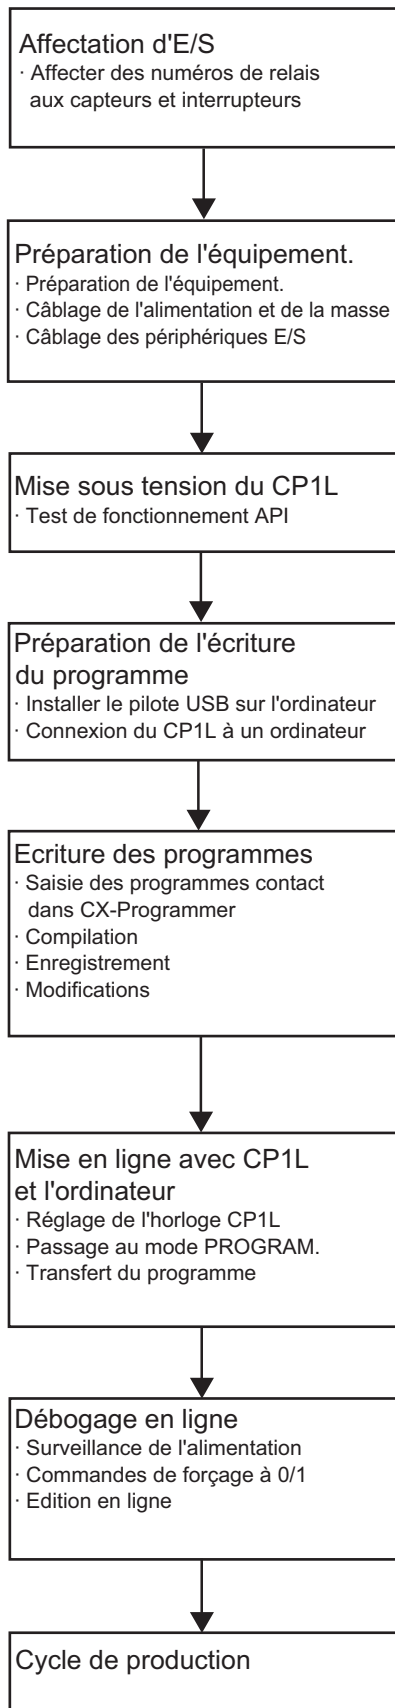 Affectation d'E/S
· Affecter des numéros de relais
aux capteurs et interrupteurs
Préparation de l'équipement.
· Préparation de l'équipement.
· Câblage de l'alimentation et de la masse
· Câblage des périphériques E/S
Mise sous tension du CP1L
· Test de fonctionnement API
Préparation de l'écriture
du programme
· Installer le pilote USB sur l'ordinateur
· Connexion du CP1L à un ordinateur
Ecriture des programmes
· Saisie des programmes contact
dans CX-Programmer
· Compilation
· Enregistrement
· Modifications
Mise en ligne avec CP1L
et l'ordinateur
· Réglage de l'horloge CP1L
· Passage au mode PROGRAM.
· Transfert du programme
Débogage en ligne
· Surveillance de l'alimentation
· Commandes de forçage à 0/1
· Edition en ligne
Cycle de production